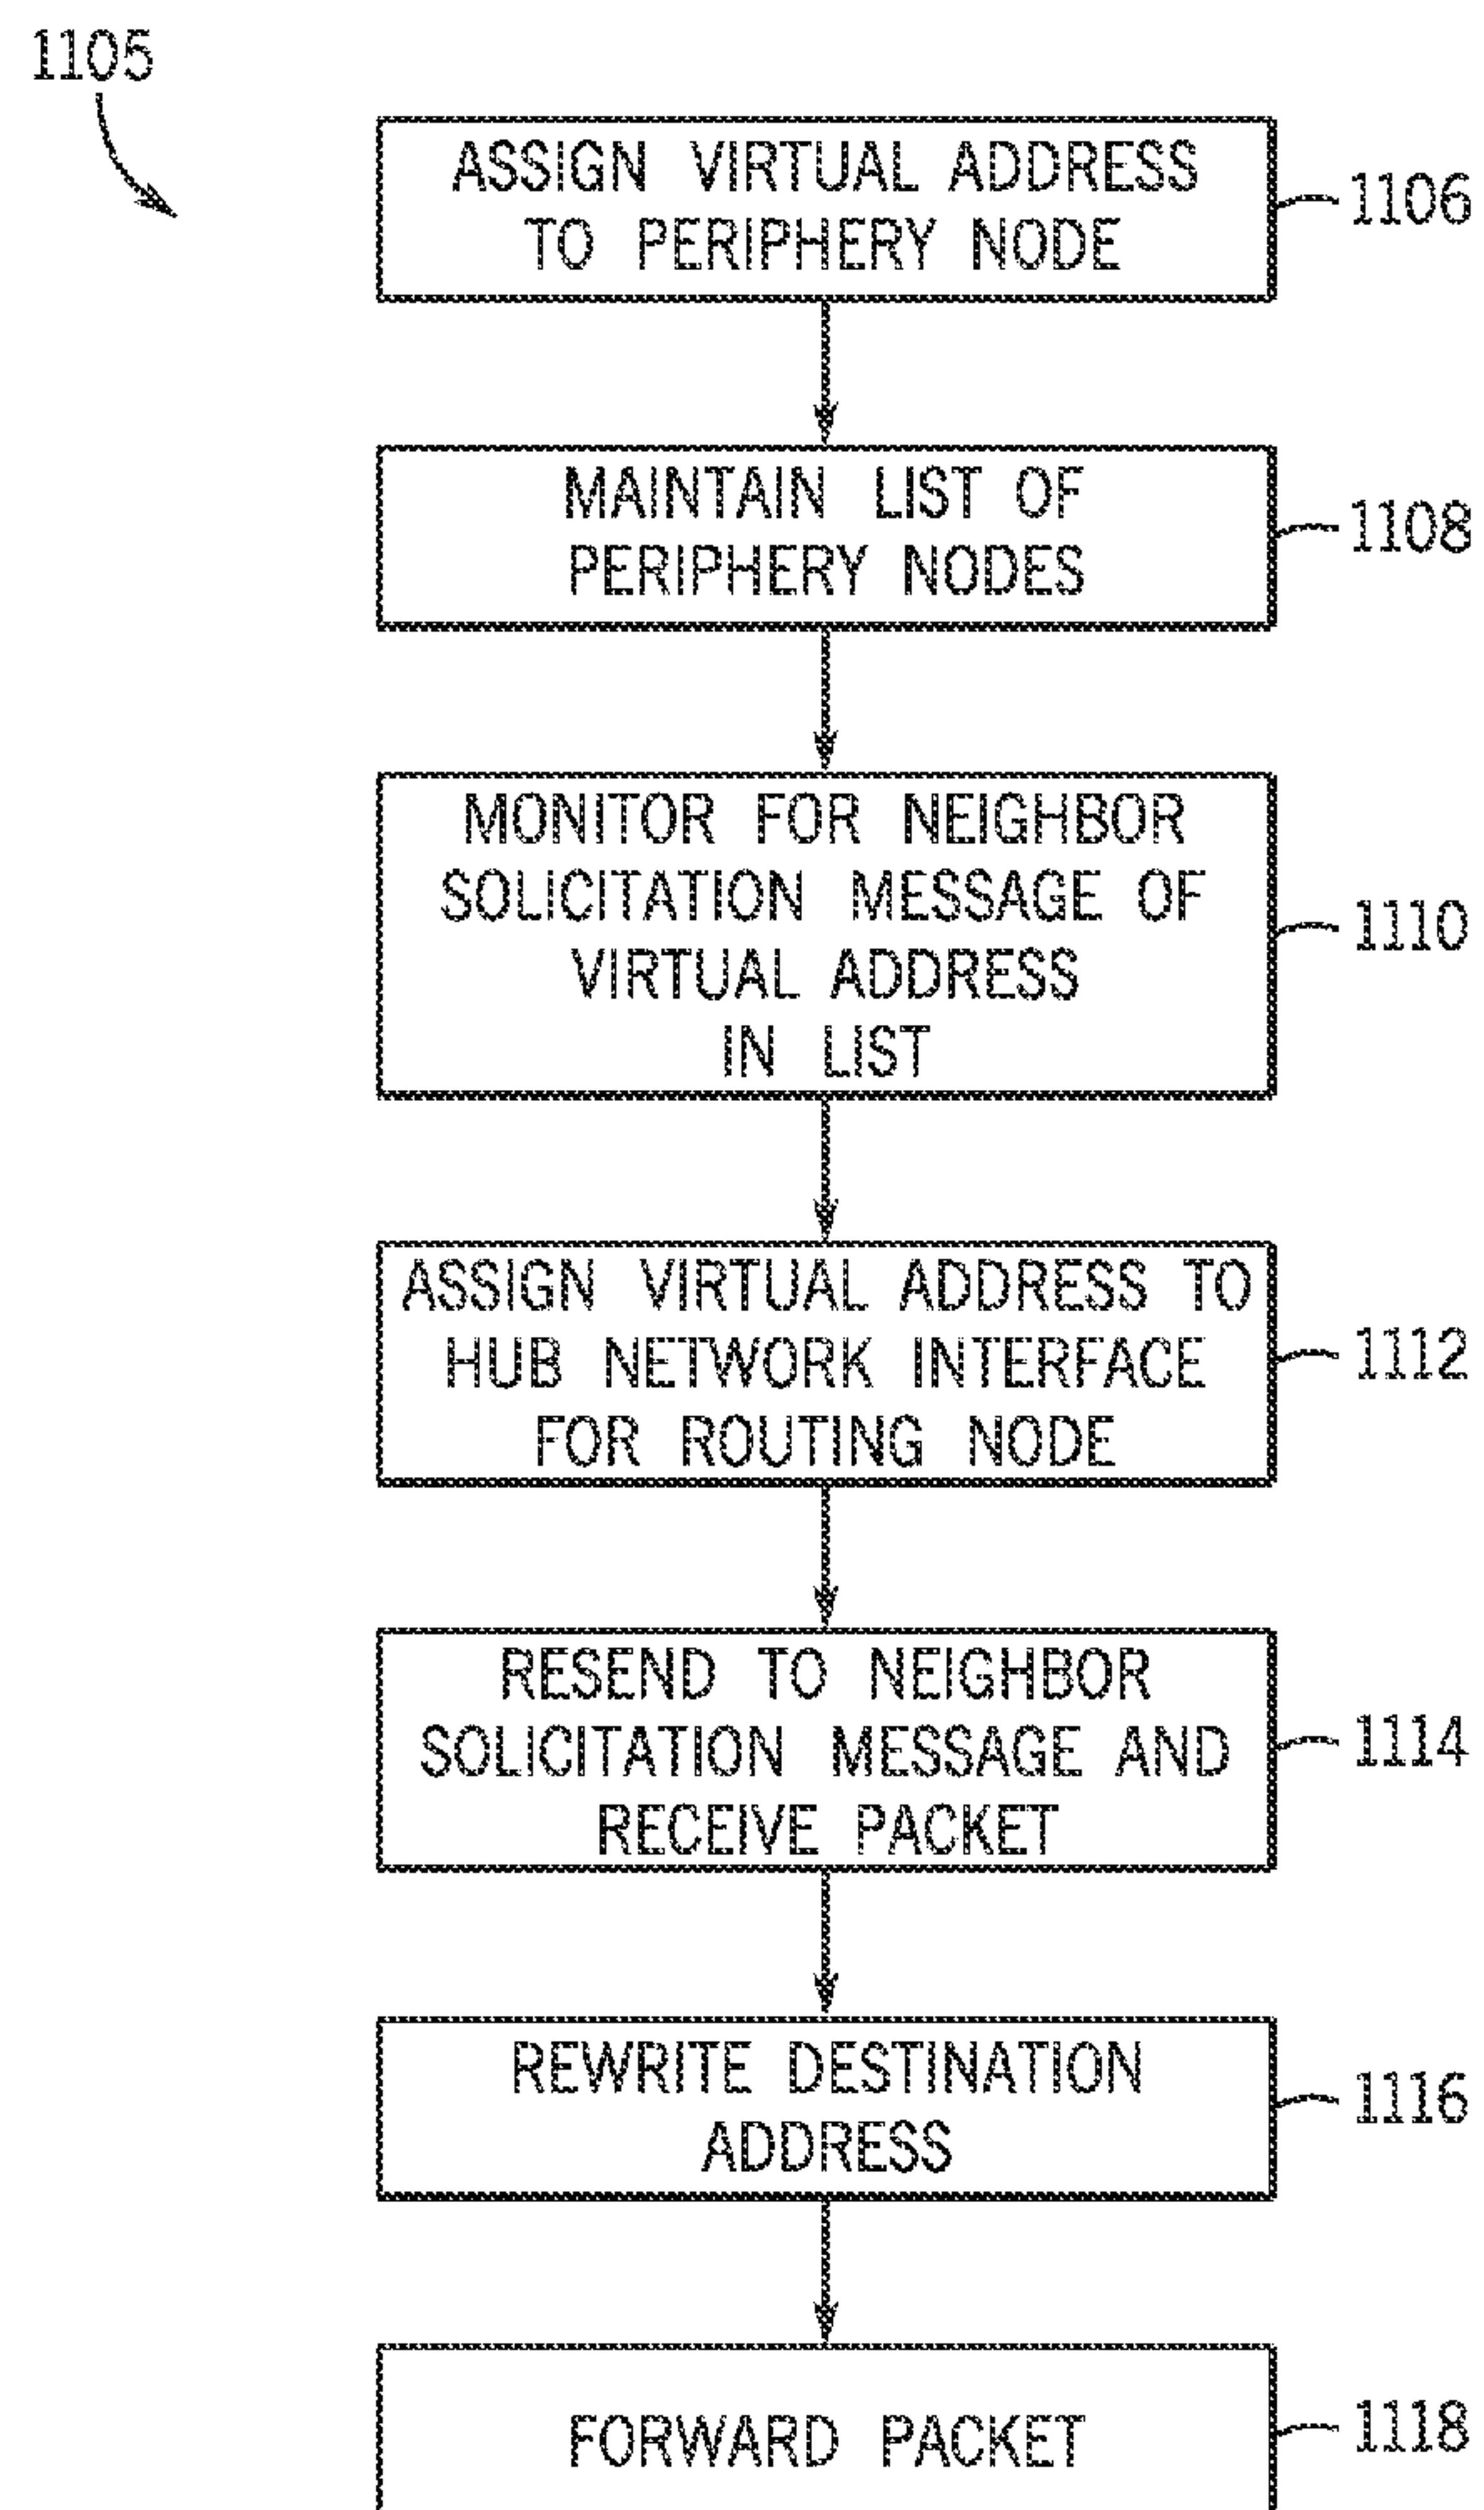 1105
ASSIGN VIRTUAL ADDRESS
TO PERIPHERY NODE
1106
MAINTAIN LIST OF
PERIPHERY NODES
1108
MONITOR FOR NEIGHBOR
SOLICITATION MESSAGE OF
VIRTUAL ADDRESS
IN LIST
1110
ASSIGN VIRTUAL ADDRESS TO
HUB NETWORK INTERFACE
FOR ROUTING NODE
1112
RESEND TO NEIGHBOR
SOLICITATION MESSAGE AND
RECEIVE PACKET
1114
REWRITE DESTINATION
ADDRESS
1116
FORWARD PACKET
1118